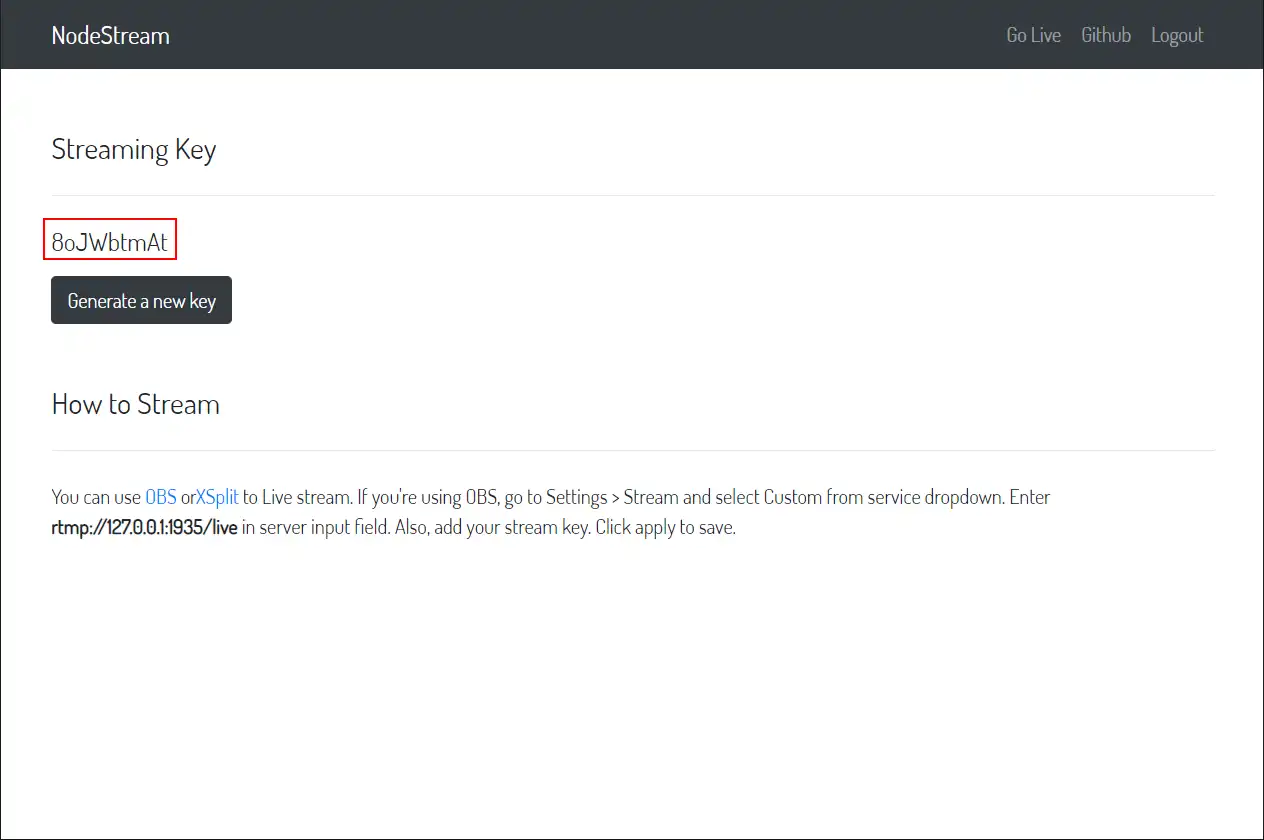 NodeStream
Go Live Github Logout
Streaming Key
8oJWbtmAt
Generate a new key
How to Stream
You can use OBS orXSplit to Live stream. If you're using OBS, go to Settings > Stream and select Custom from service dropdown. Enter
rtmp://127.0.0.1:1935/live in server input field. Also, add your stream key. Click apply to save.